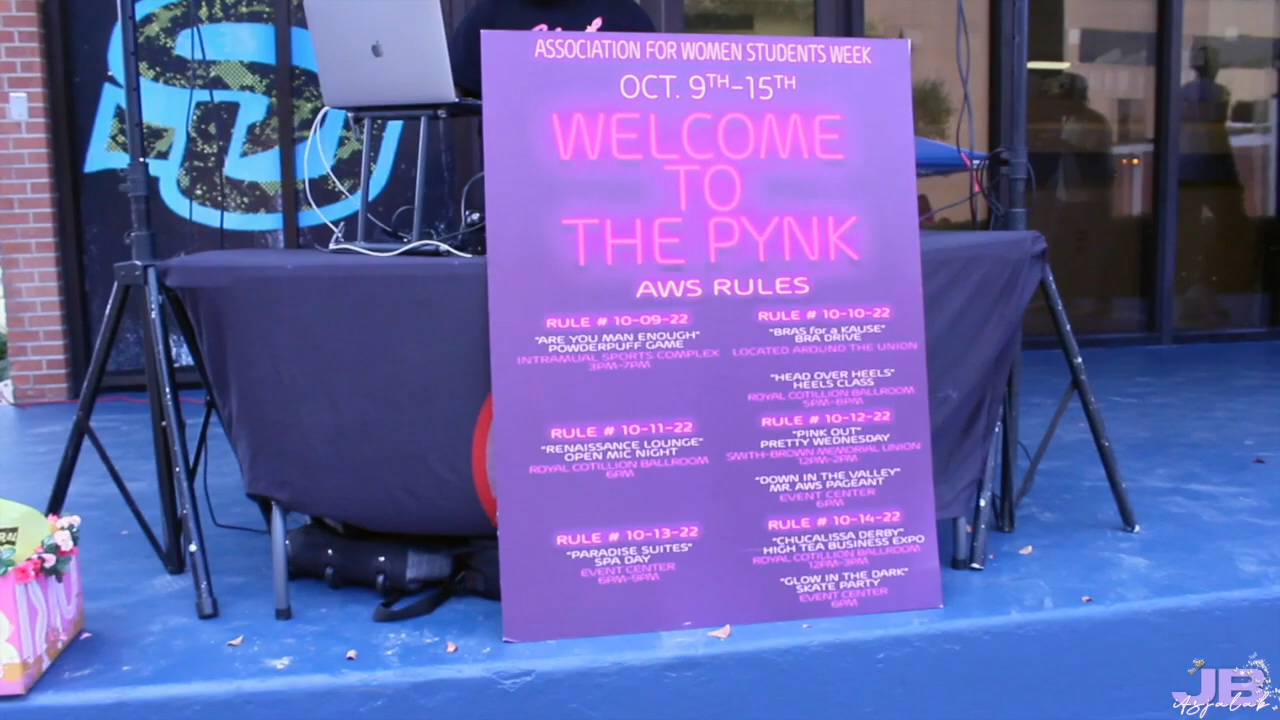 ASSOCIATION FOR WOMEN STUDENTS WEEK
OCT. 9TH-15TH
WELCOME
TO
THE PYNK
AWS RULES
RULE # 10-09-22
"ARE YOU MAN ENOUGH"
POWDERPUFF GAME
INTRAMUAL SPORTS COMPLEX
3PM-7PM
RULE # 10-10-22
"BRAS for a KAUSE"
BRA DRIVE
LOCATED AROUND THE UNION
"HEAD OVER HEELS"
HEELS CLASS
ROYAL COTILLION BALLROOM
5PM-6PM
RULE # 10-11-22
"RENAISSANCE LOUNGE"
OPEN MIC NIGHT
ROYAL COTILLION BALLROOM
6PM
RULE # 10-12-22
"PINK OUT"
PRETTY WEDNESDAY
SMITH-BROWN MEMORIAL UNION
12PM-2PM
"DOWN IN THE VALLEY"
MR. AWS PAGEANT
EVENT CENTER
6PM
RULE # 10-13-22
"PARADISE SUITES"
SPA DAY
EVENT CENTER
6PM-9PM
RULE # 10-14-22
"CHUCALISSA DERBY"
HIGH TEA BUSINESS EXPO
ROYAL COTILLION BALLROOM
12PM-3PM
"GLOW IN THE DARK"
SKATE PARTY
EVENT CENTER
6PM
JB